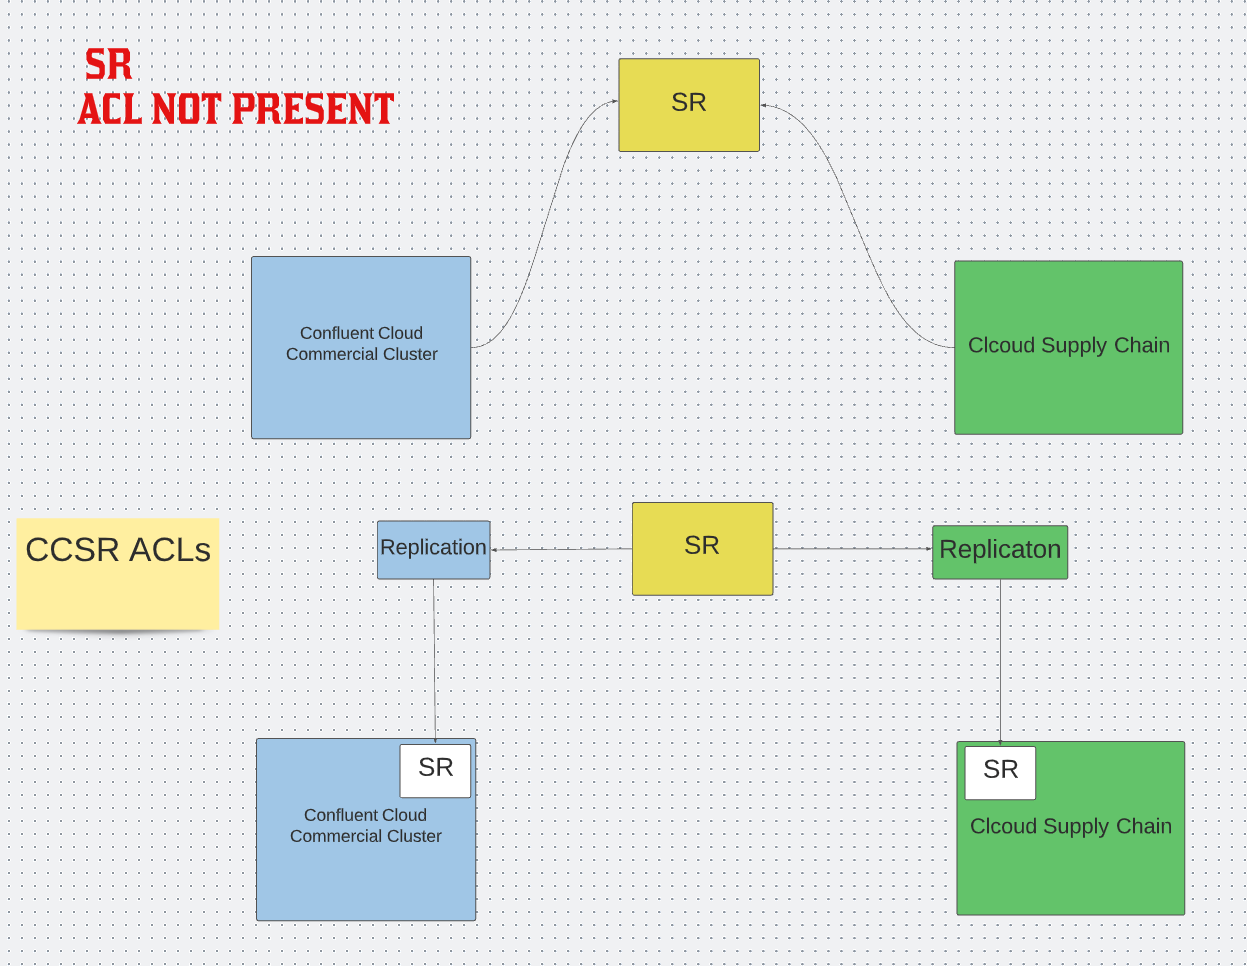 SR
ACL NOT PRESENT
SR
Confluent Cloud
Commercial Cluster
Clcoud Supply Chain
CCSR ACLs
Replication
SR
Replicaton
SR
Confluent Cloud
Commercial Cluster
SR
Clcoud Supply Chain